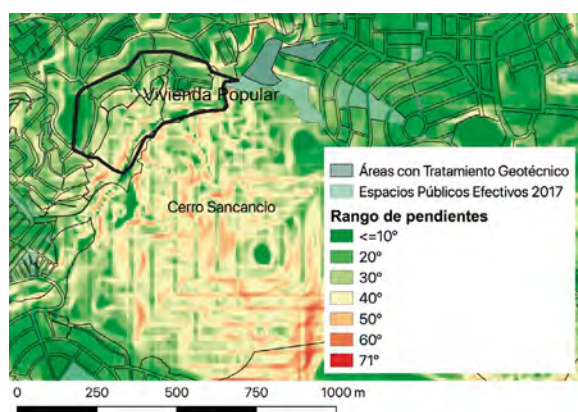 Vivienda Popular
Cerro Sancancio
Áreas con Tratamiento Geotécnico
Espacios Públicos Efectivos 2017
Rango de pendientes
<=10°
20°
30°
40°
50°
60°
71°
0 250 500 750 1000 m